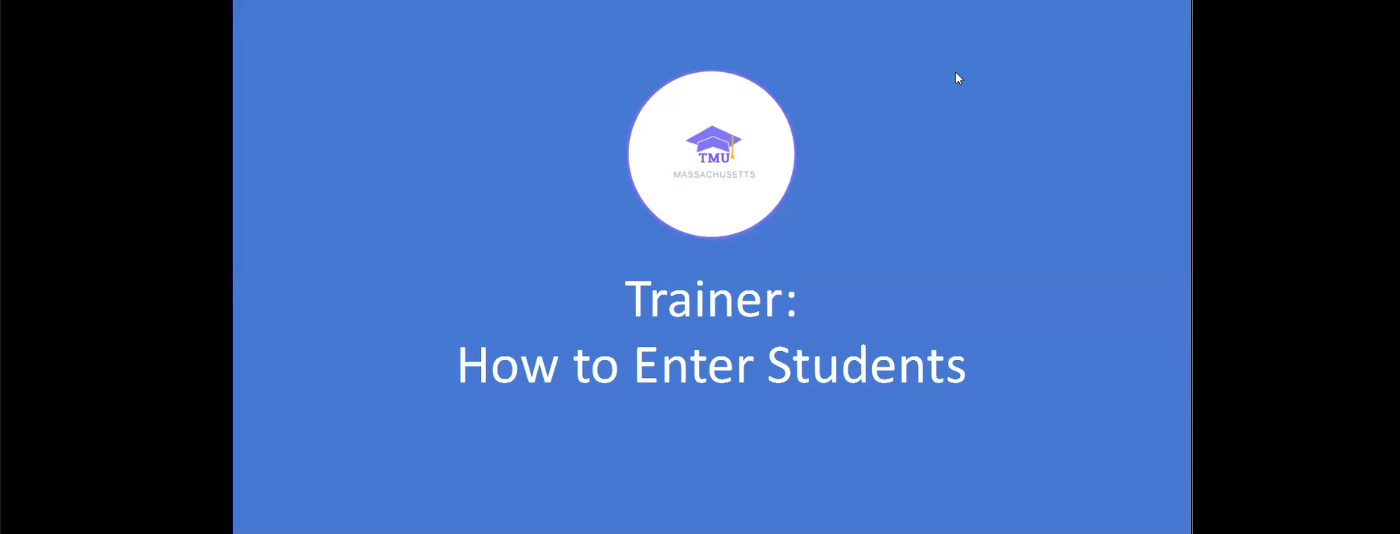 TMU
MASSACHUSETTS
Trainer:
How to Enter Students